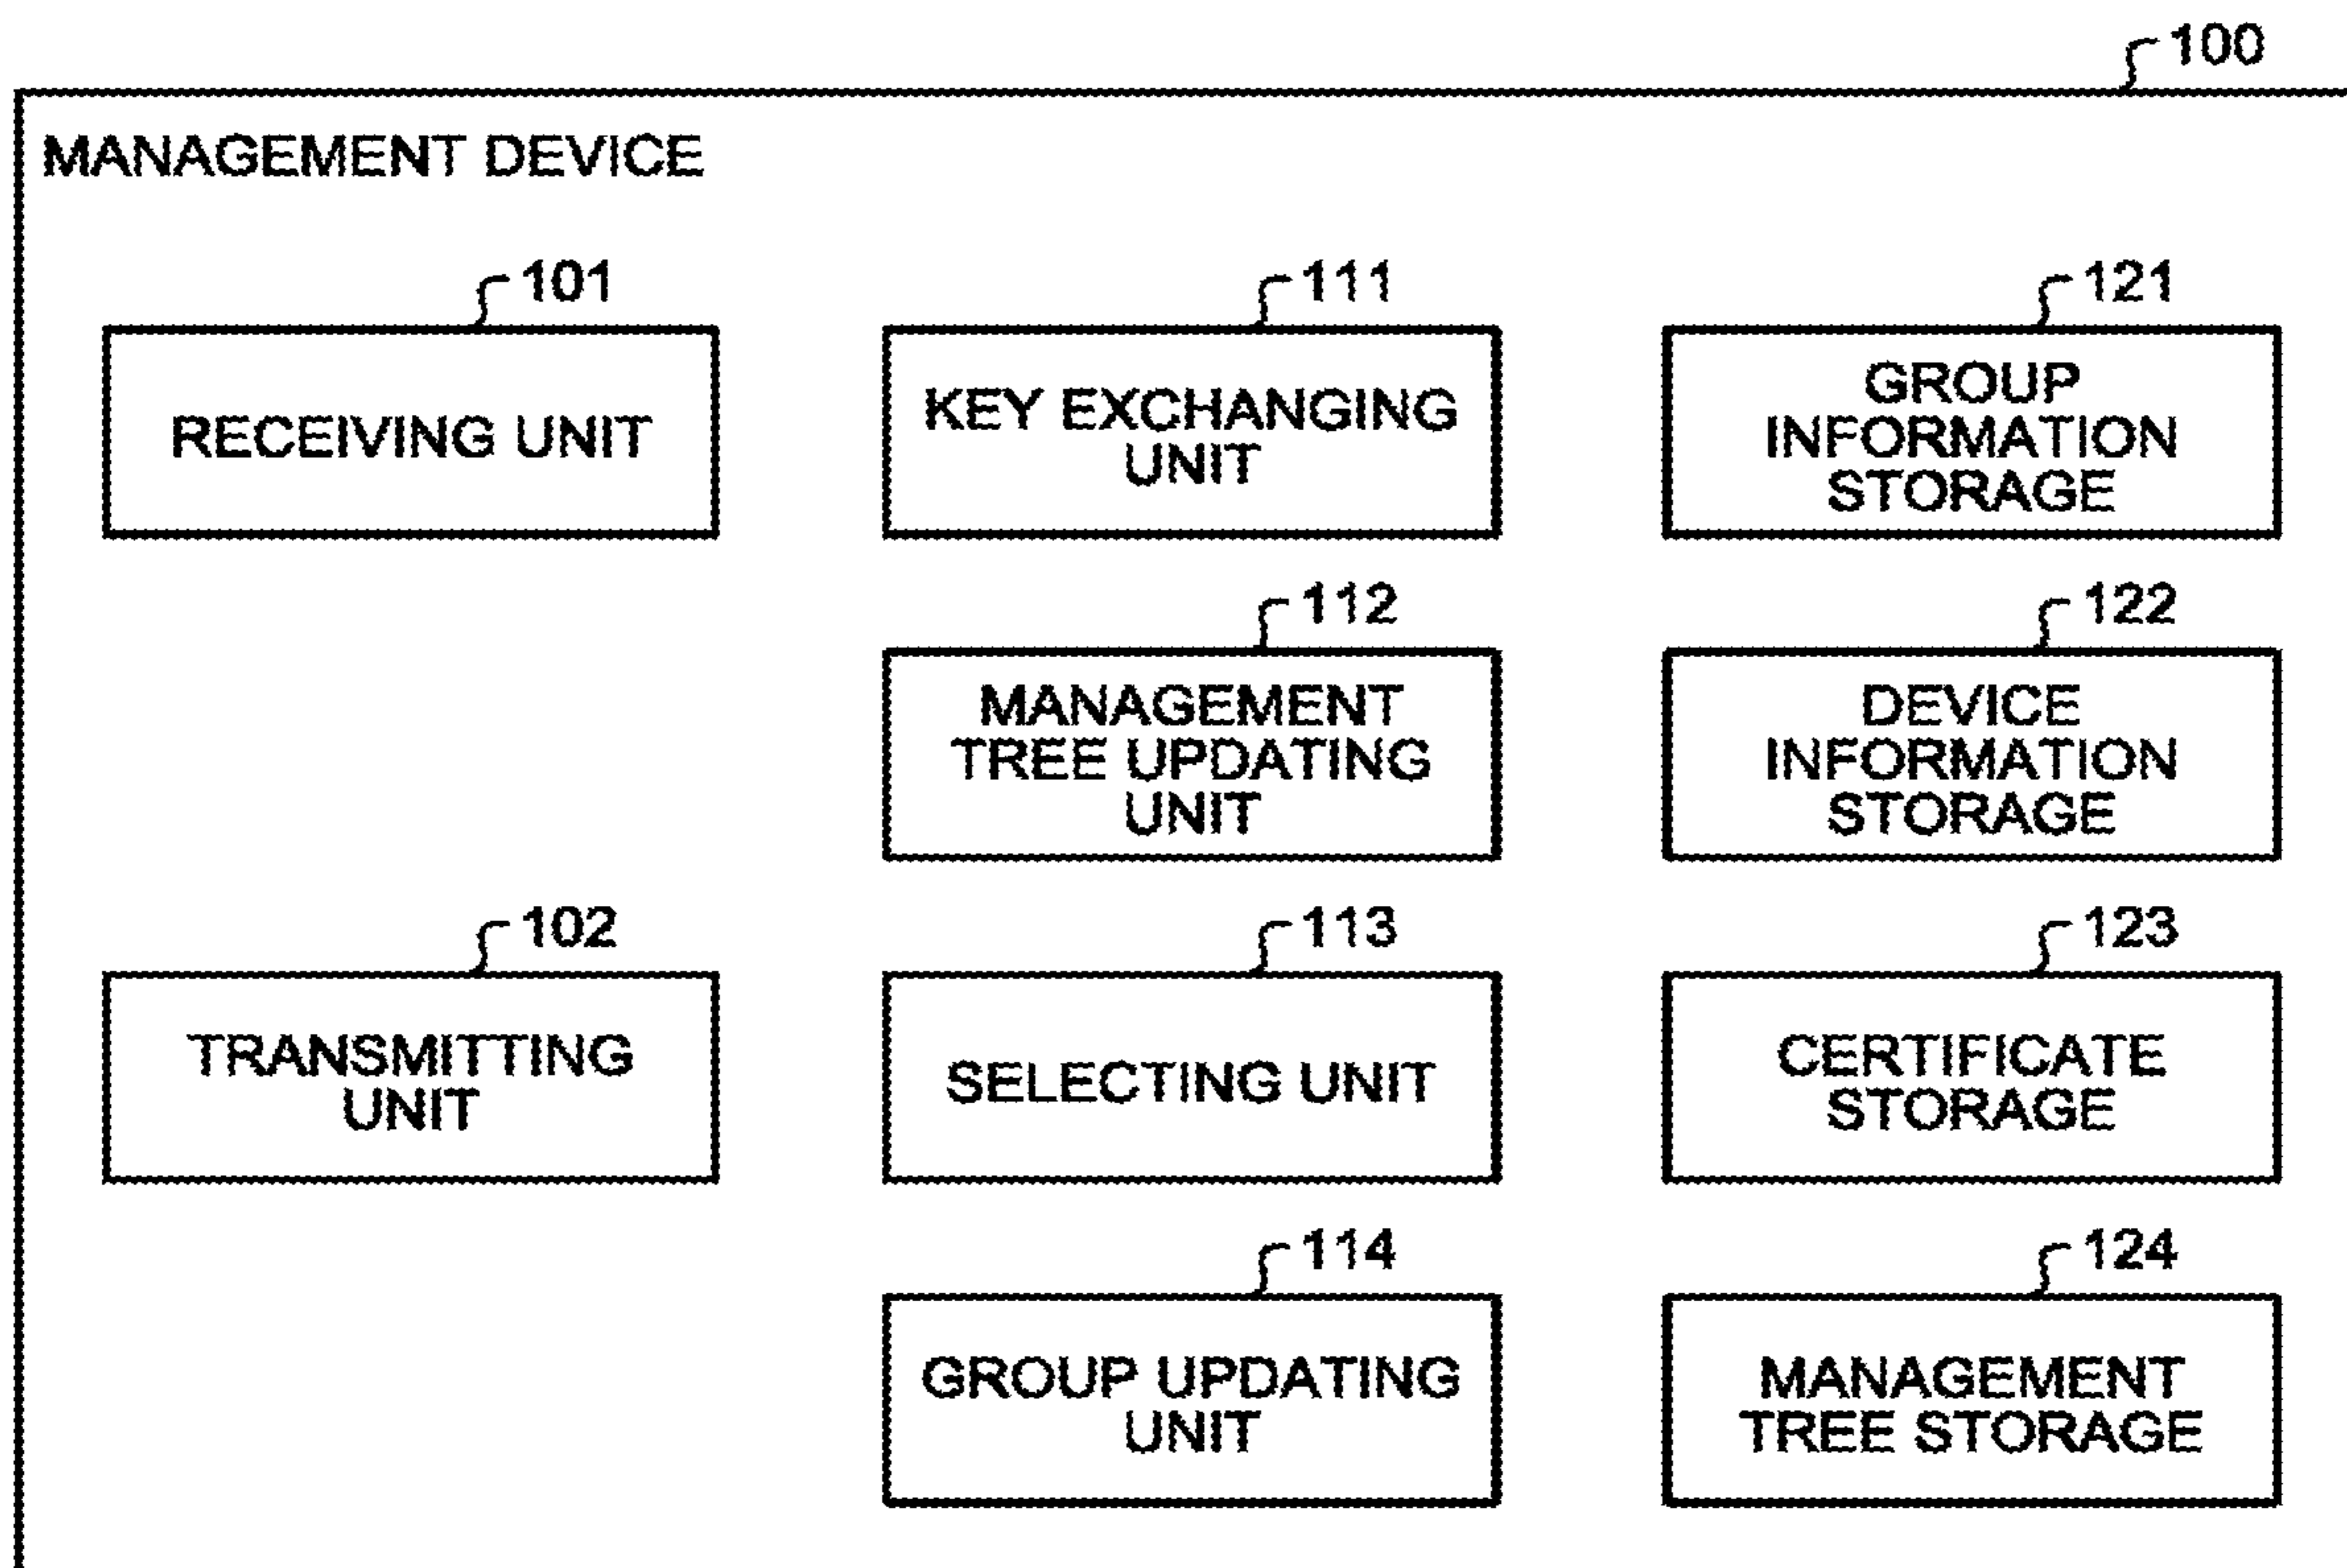 100
MANAGEMENT DEVICE
101
RECEIVING UNIT
111
KEY EXCHANGING
UNIT
121
GROUP
INFORMATION
STORAGE
112
MANAGEMENT
TREE UPDATING
UNIT
122
DEVICE
INFORMATION
STORAGE
102
TRANSMITTING
UNIT
113
SELECTING UNIT
123
CERTIFICATE
STORAGE
114
GROUP UPDATING
UNIT
124
MANAGEMENT
TREE STORAGE